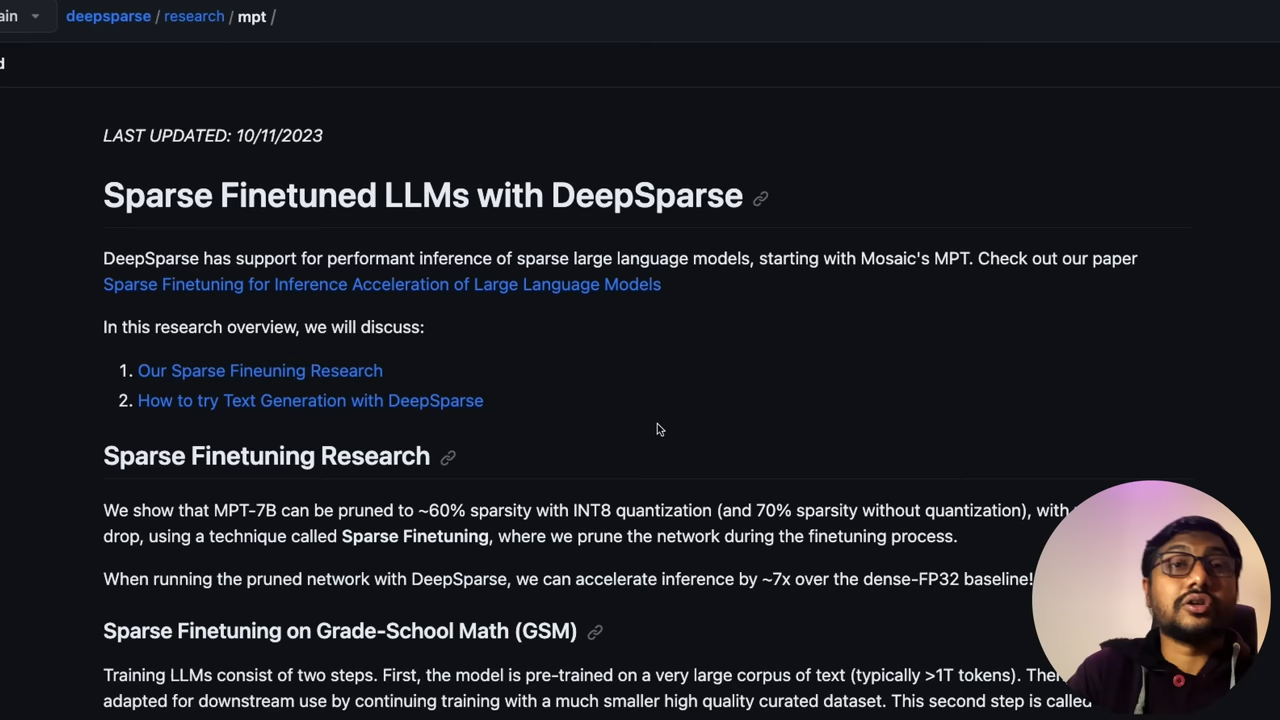 ain
deepsparse / research / mpt /
d
LAST UPDATED: 10/11/2023
Sparse Finetuned LLMs with DeepSparse
DeepSparse has support for performant inference of sparse large language models, starting with Mosaic's MPT. Check out our paper
Sparse Finetuning for Inference Acceleration of Large Language Models
In this research overview, we will discuss:
1. Our Sparse Fineuning Research
2. How to try Text Generation with DeepSparse
Sparse Finetuning Research
We show that MPT-7B can be pruned to ~60% sparsity with INT8 quantization (and 70% sparsity without quantization), with
drop, using a technique called Sparse Finetuning, where we prune the network during the finetuning process.
When running the pruned network with DeepSparse, we can accelerate inference by ~7x over the dense-FP32 baseline!
Sparse Finetuning on Grade-School Math (GSM)
Training LLMs consist of two steps. First, the model is pre-trained on a very large corpus of text (typically >1T tokens). The
adapted for downstream use by continuing training with a much smaller high quality curated dataset. This second step is called